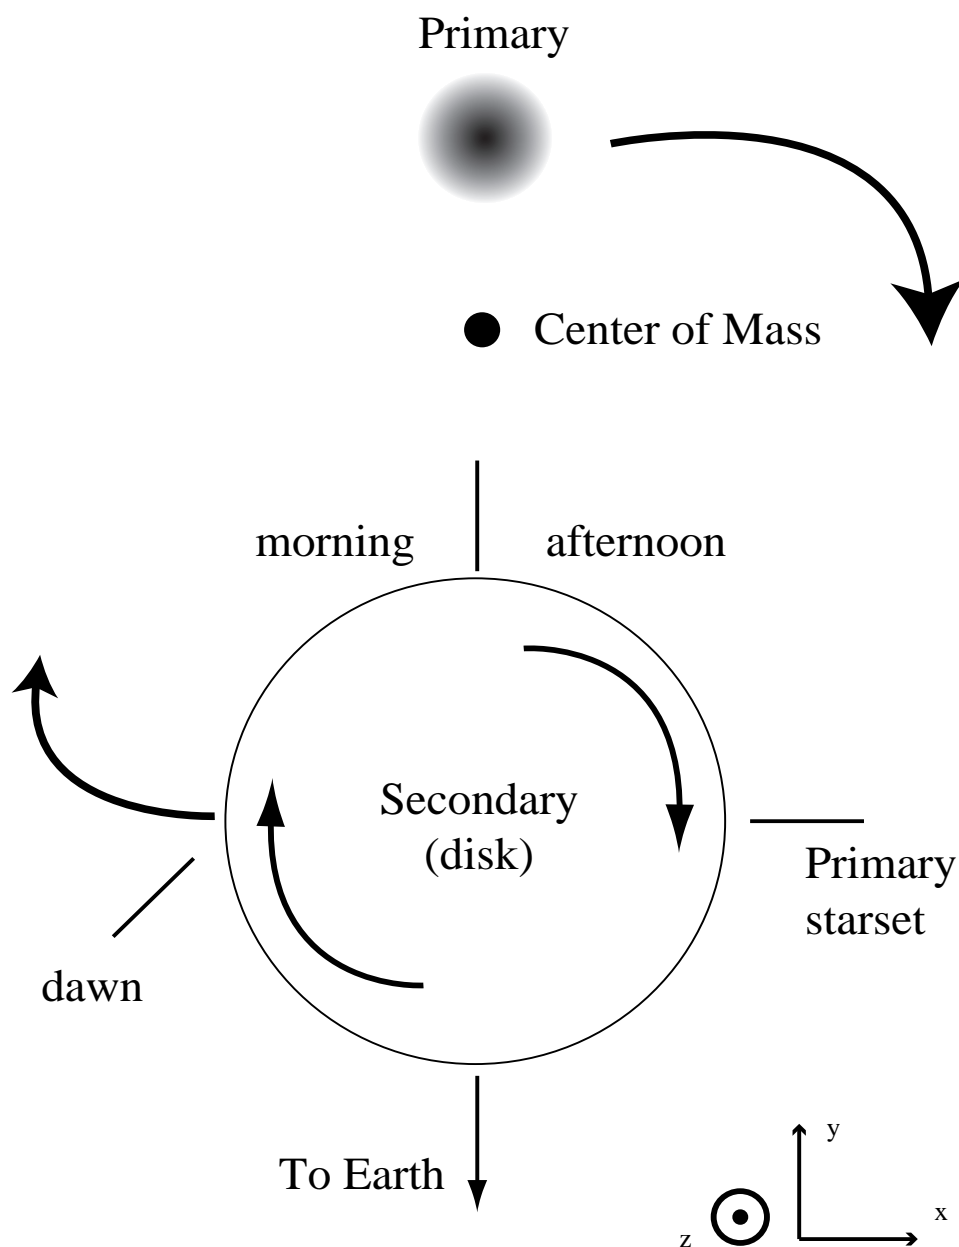 Primary
Center of Mass
morning
afternoon
Secondary
(disk)
Primary
starset
dawn
To Earth
y
x
z